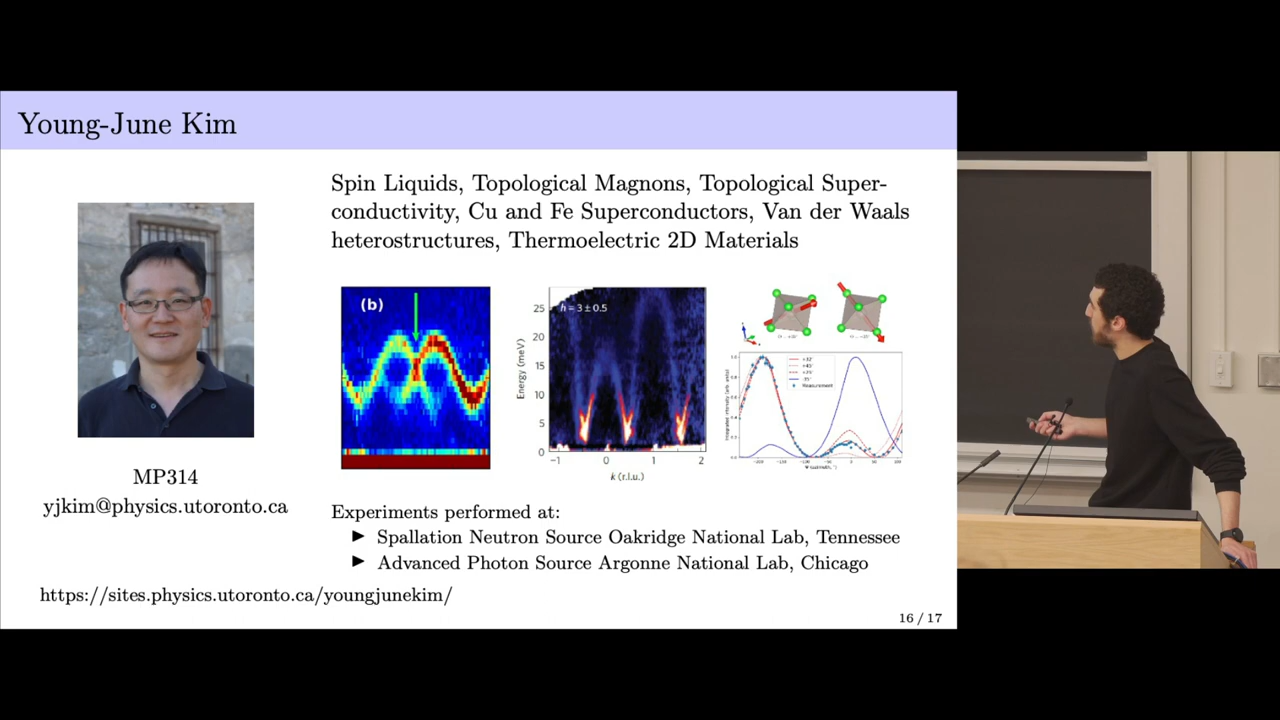 Young-June Kim
Spin Liquids, Topological Magnons, Topological Super-
conductivity, Cu and Fe Superconductors, Van der Waals
heterostructures, Thermoelectric 2D Materials
(b)
h = 3 ± 0.5
Energy (meV)
25
20
15
10
5
0
−1 0 1 2
k (r.l.u.)
Measurement
MP314
yjkim@physics.utoronto.ca
Experiments performed at:
▶ Spallation Neutron Source Oakridge National Lab, Tennessee
▶ Advanced Photon Source Argonne National Lab, Chicago
https://sites.physics.utoronto.ca/youngjunekim/
16 / 17